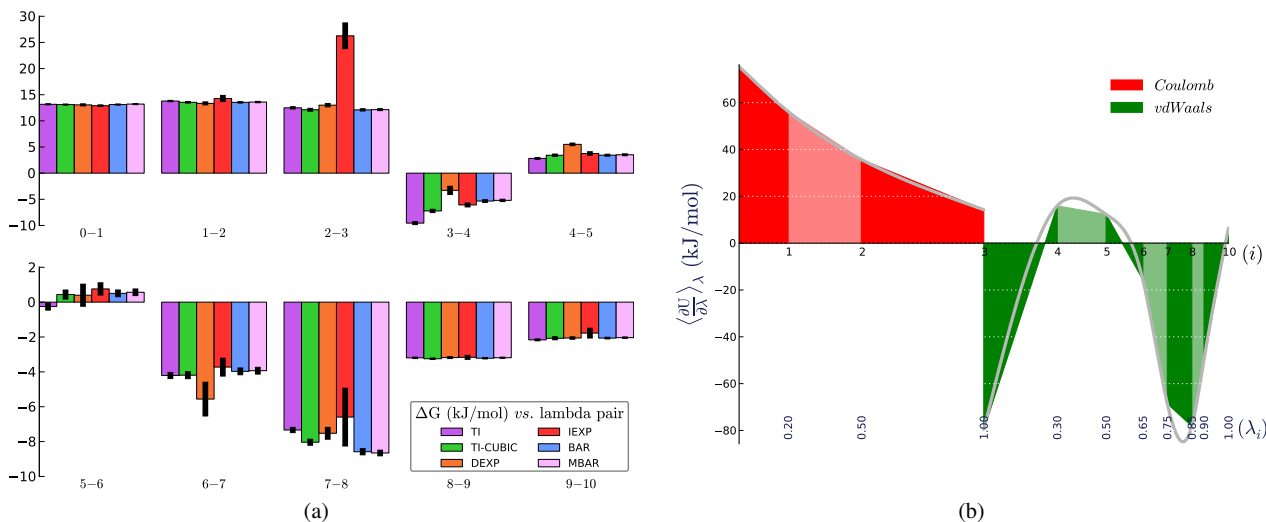 30
25
20
15
10
5
0
−5
−10
0−1 1−2 2−3 3−4 4−5
2
0
−2
−4
−6
−8
−10
5−6 6−7 7−8 8−9 9−10
ΔG (kJ/mol) vs. lambda pair
TI IEXP
TI-CUBIC BAR
DEXP MBAR
(a)
Coulomb
vdWaals
60
40
20
0
−20
−40
−60
−80
⟨∂U/∂λ⟩λ (kJ/mol)
1 2 3 4 5 6 7 8 9 10 (i)
0.20 0.50 1.00 0.30 0.50 0.65 0.75 0.85 0.90 1.00 (λi)
(b)